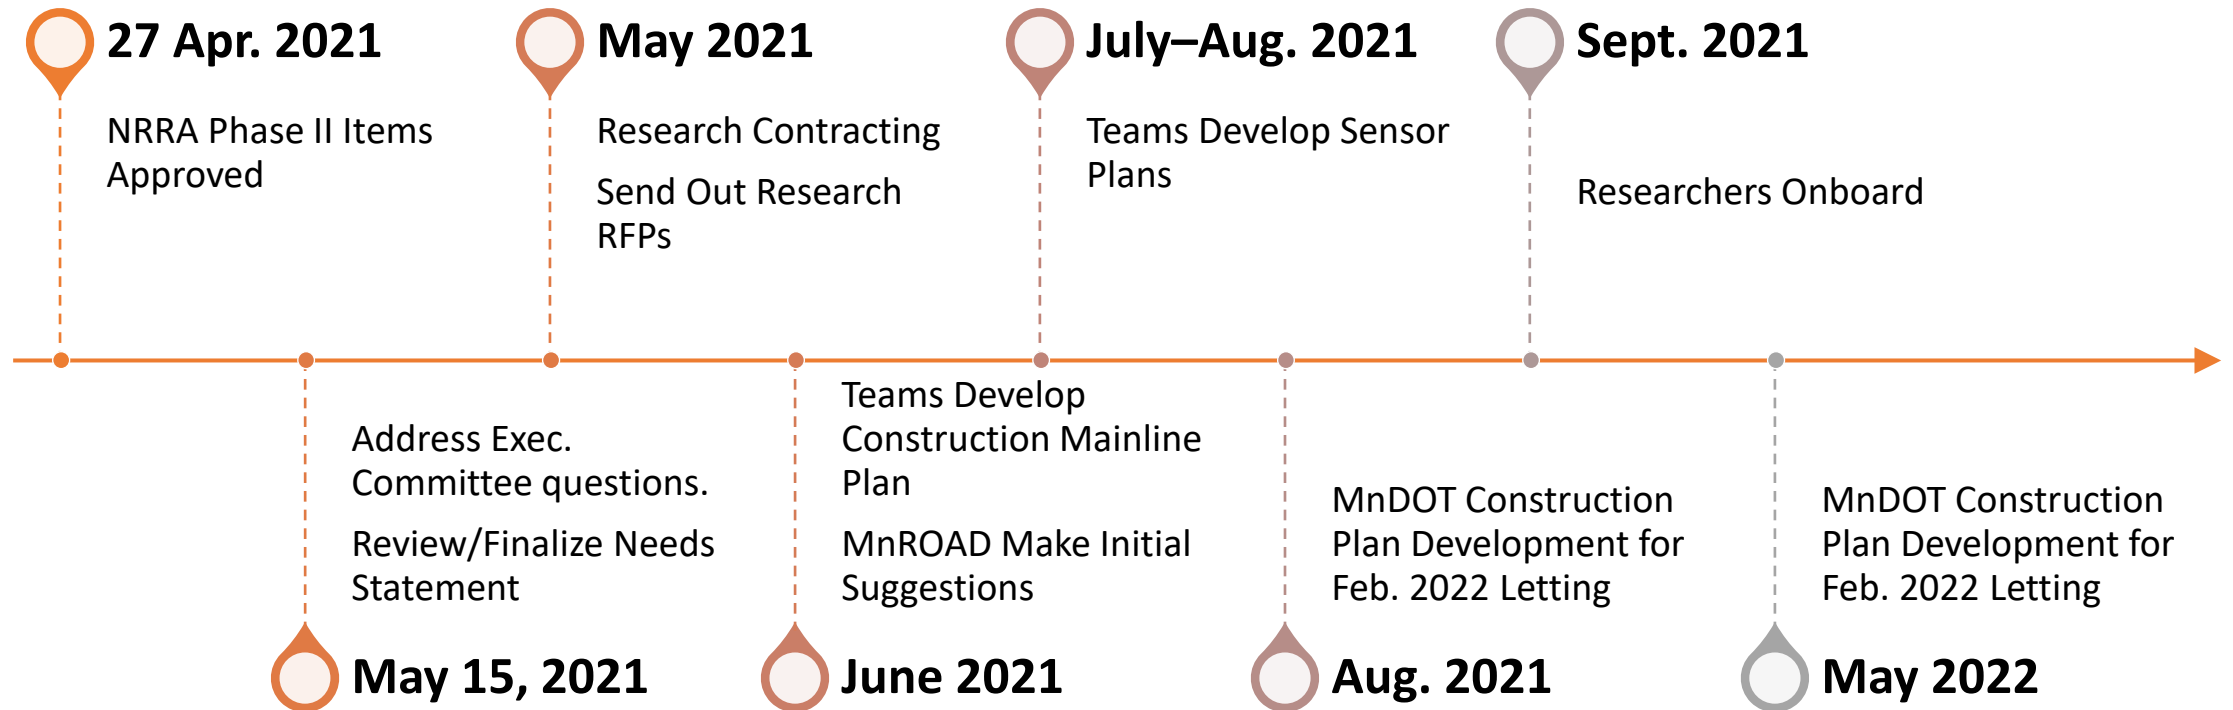 27 Apr. 2021
NRRA Phase II Items
Approved
May 2021
Research Contracting
Send Out Research
RFPs
July–Aug. 2021
Teams Develop Sensor
Plans
Sept. 2021
Researchers Onboard
Address Exec.
Committee questions.
Review/Finalize Needs
Statement
May 15, 2021
Teams Develop
Construction Mainline
Plan
MnROAD Make Initial
Suggestions
June 2021
MnDOT Construction
Plan Development for
Feb. 2022 Letting
Aug. 2021
MnDOT Construction
Plan Development for
Feb. 2022 Letting
May 2022